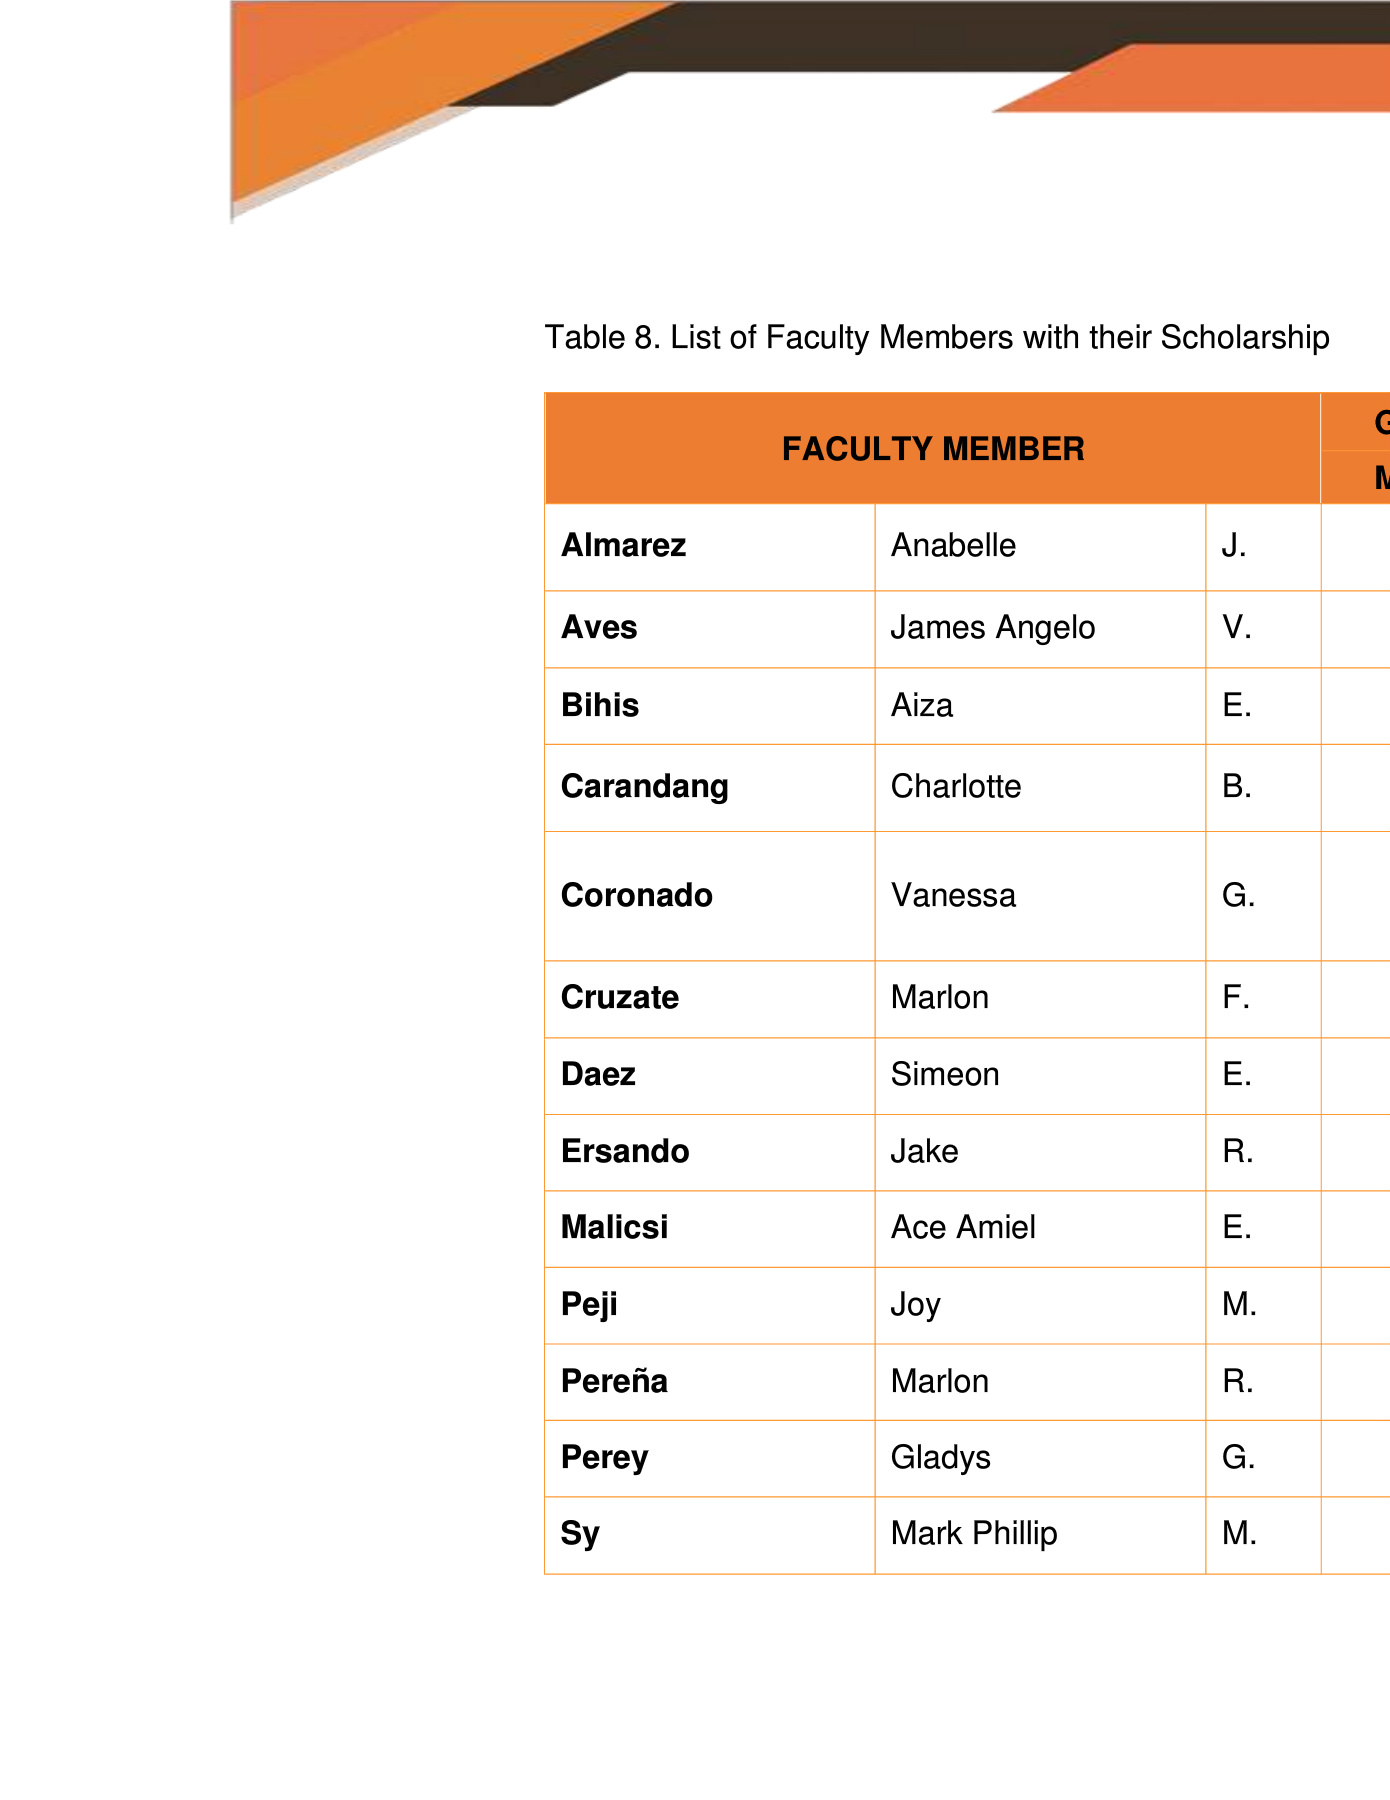 Table 8. List of Faculty Members with their Scholarship
FACULTY MEMBER
Almarez Anabelle J.
Aves James Angelo V.
Bihis Aiza E.
Carandang Charlotte B.
Coronado Vanessa G.
Cruzate Marlon F.
Daez Simeon E.
Ersando Jake R.
Malicsi Ace Amiel E.
Peji Joy M.
Pereña Marlon R.
Perey Gladys G.
Sy Mark Phillip M.